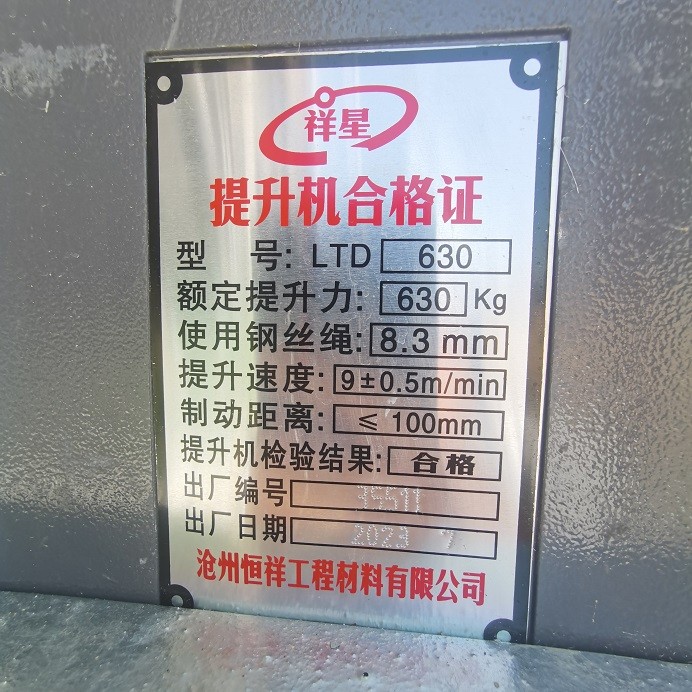 祥星
提升机合格证
型 号: LTD 630
额定提升力: 630 Kg
使用钢丝绳: 8.3 mm
提升速度: 9±0.5m/min
制动距离: ≤ 100mm
提升机检验结果: 合格
出厂编号 39511
出厂日期 2023 7
沧州恒祥工程材料有限公司